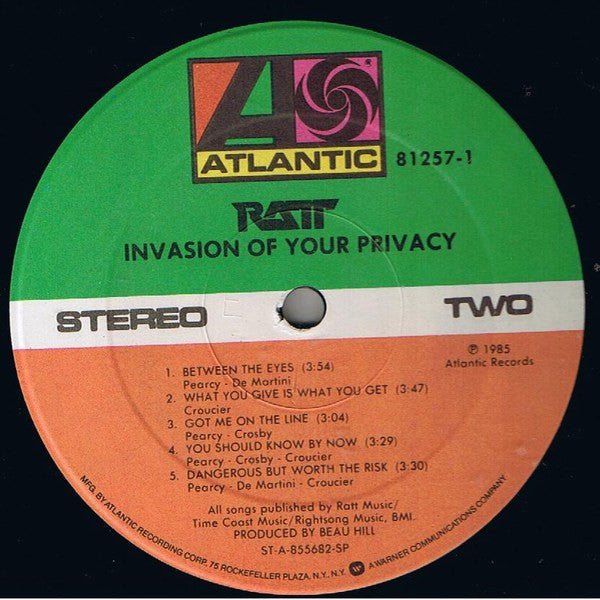 ATLANTIC
®
81257-1
RATT
INVASION OF YOUR PRIVACY
STEREO
TWO
℗ 1985
Atlantic Records
1. BETWEEN THE EYES (3:54)
Pearcy - De Martini
2. WHAT YOU GIVE IS WHAT YOU GET (3:47)
Croucier
3. GOT ME ON THE LINE (3:04)
Pearcy - Crosby
4. YOU SHOULD KNOW BY NOW (3:29)
Pearcy - Crosby - Croucier
5. DANGEROUS BUT WORTH THE RISK (3:30)
Pearcy - De Martini - Croucier
All songs published by Ratt Music/
Time Coast Music/Rightsong Music, BMI.
PRODUCED BY BEAU HILL
ST-A-855682-SP
MFG. BY ATLANTIC RECORDING CORP. 75 ROCKEFELLER PLAZA, N.Y., N.Y. A WARNER COMMUNICATIONS COMPANY